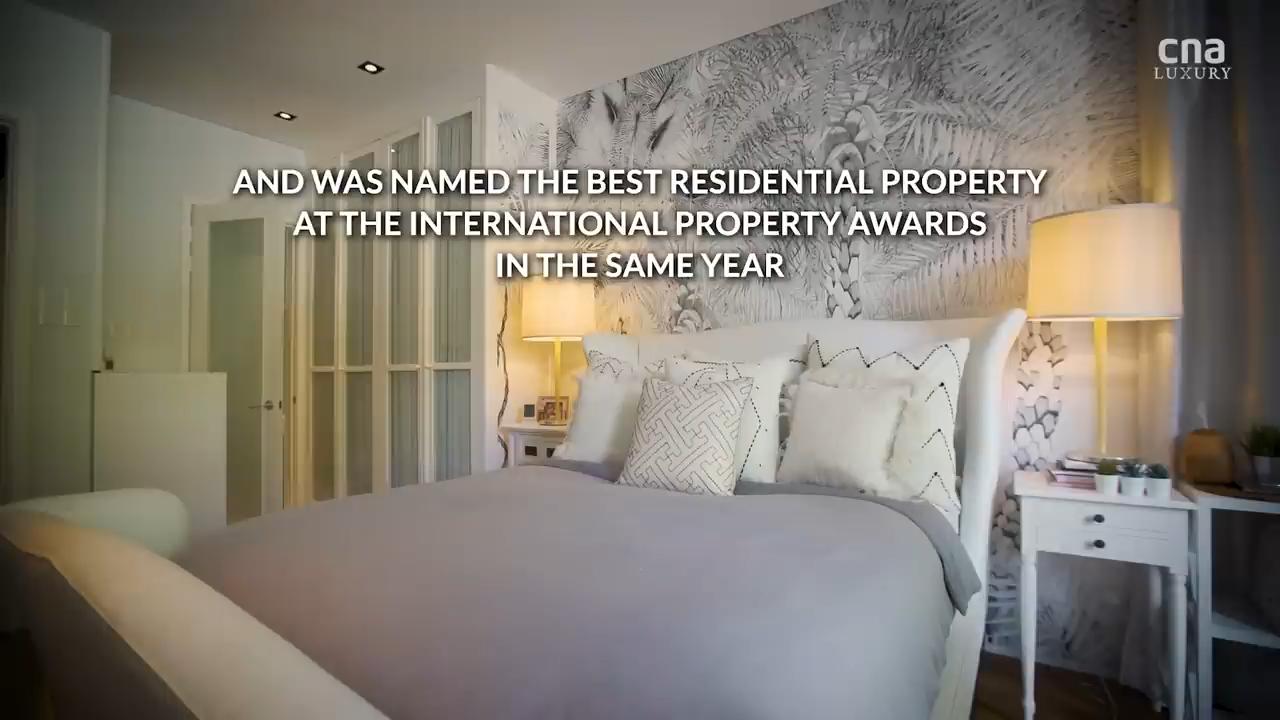 cna
LUXURY
AND WAS NAMED THE BEST RESIDENTIAL PROPERTY
AT THE INTERNATIONAL PROPERTY AWARDS
IN THE SAME YEAR